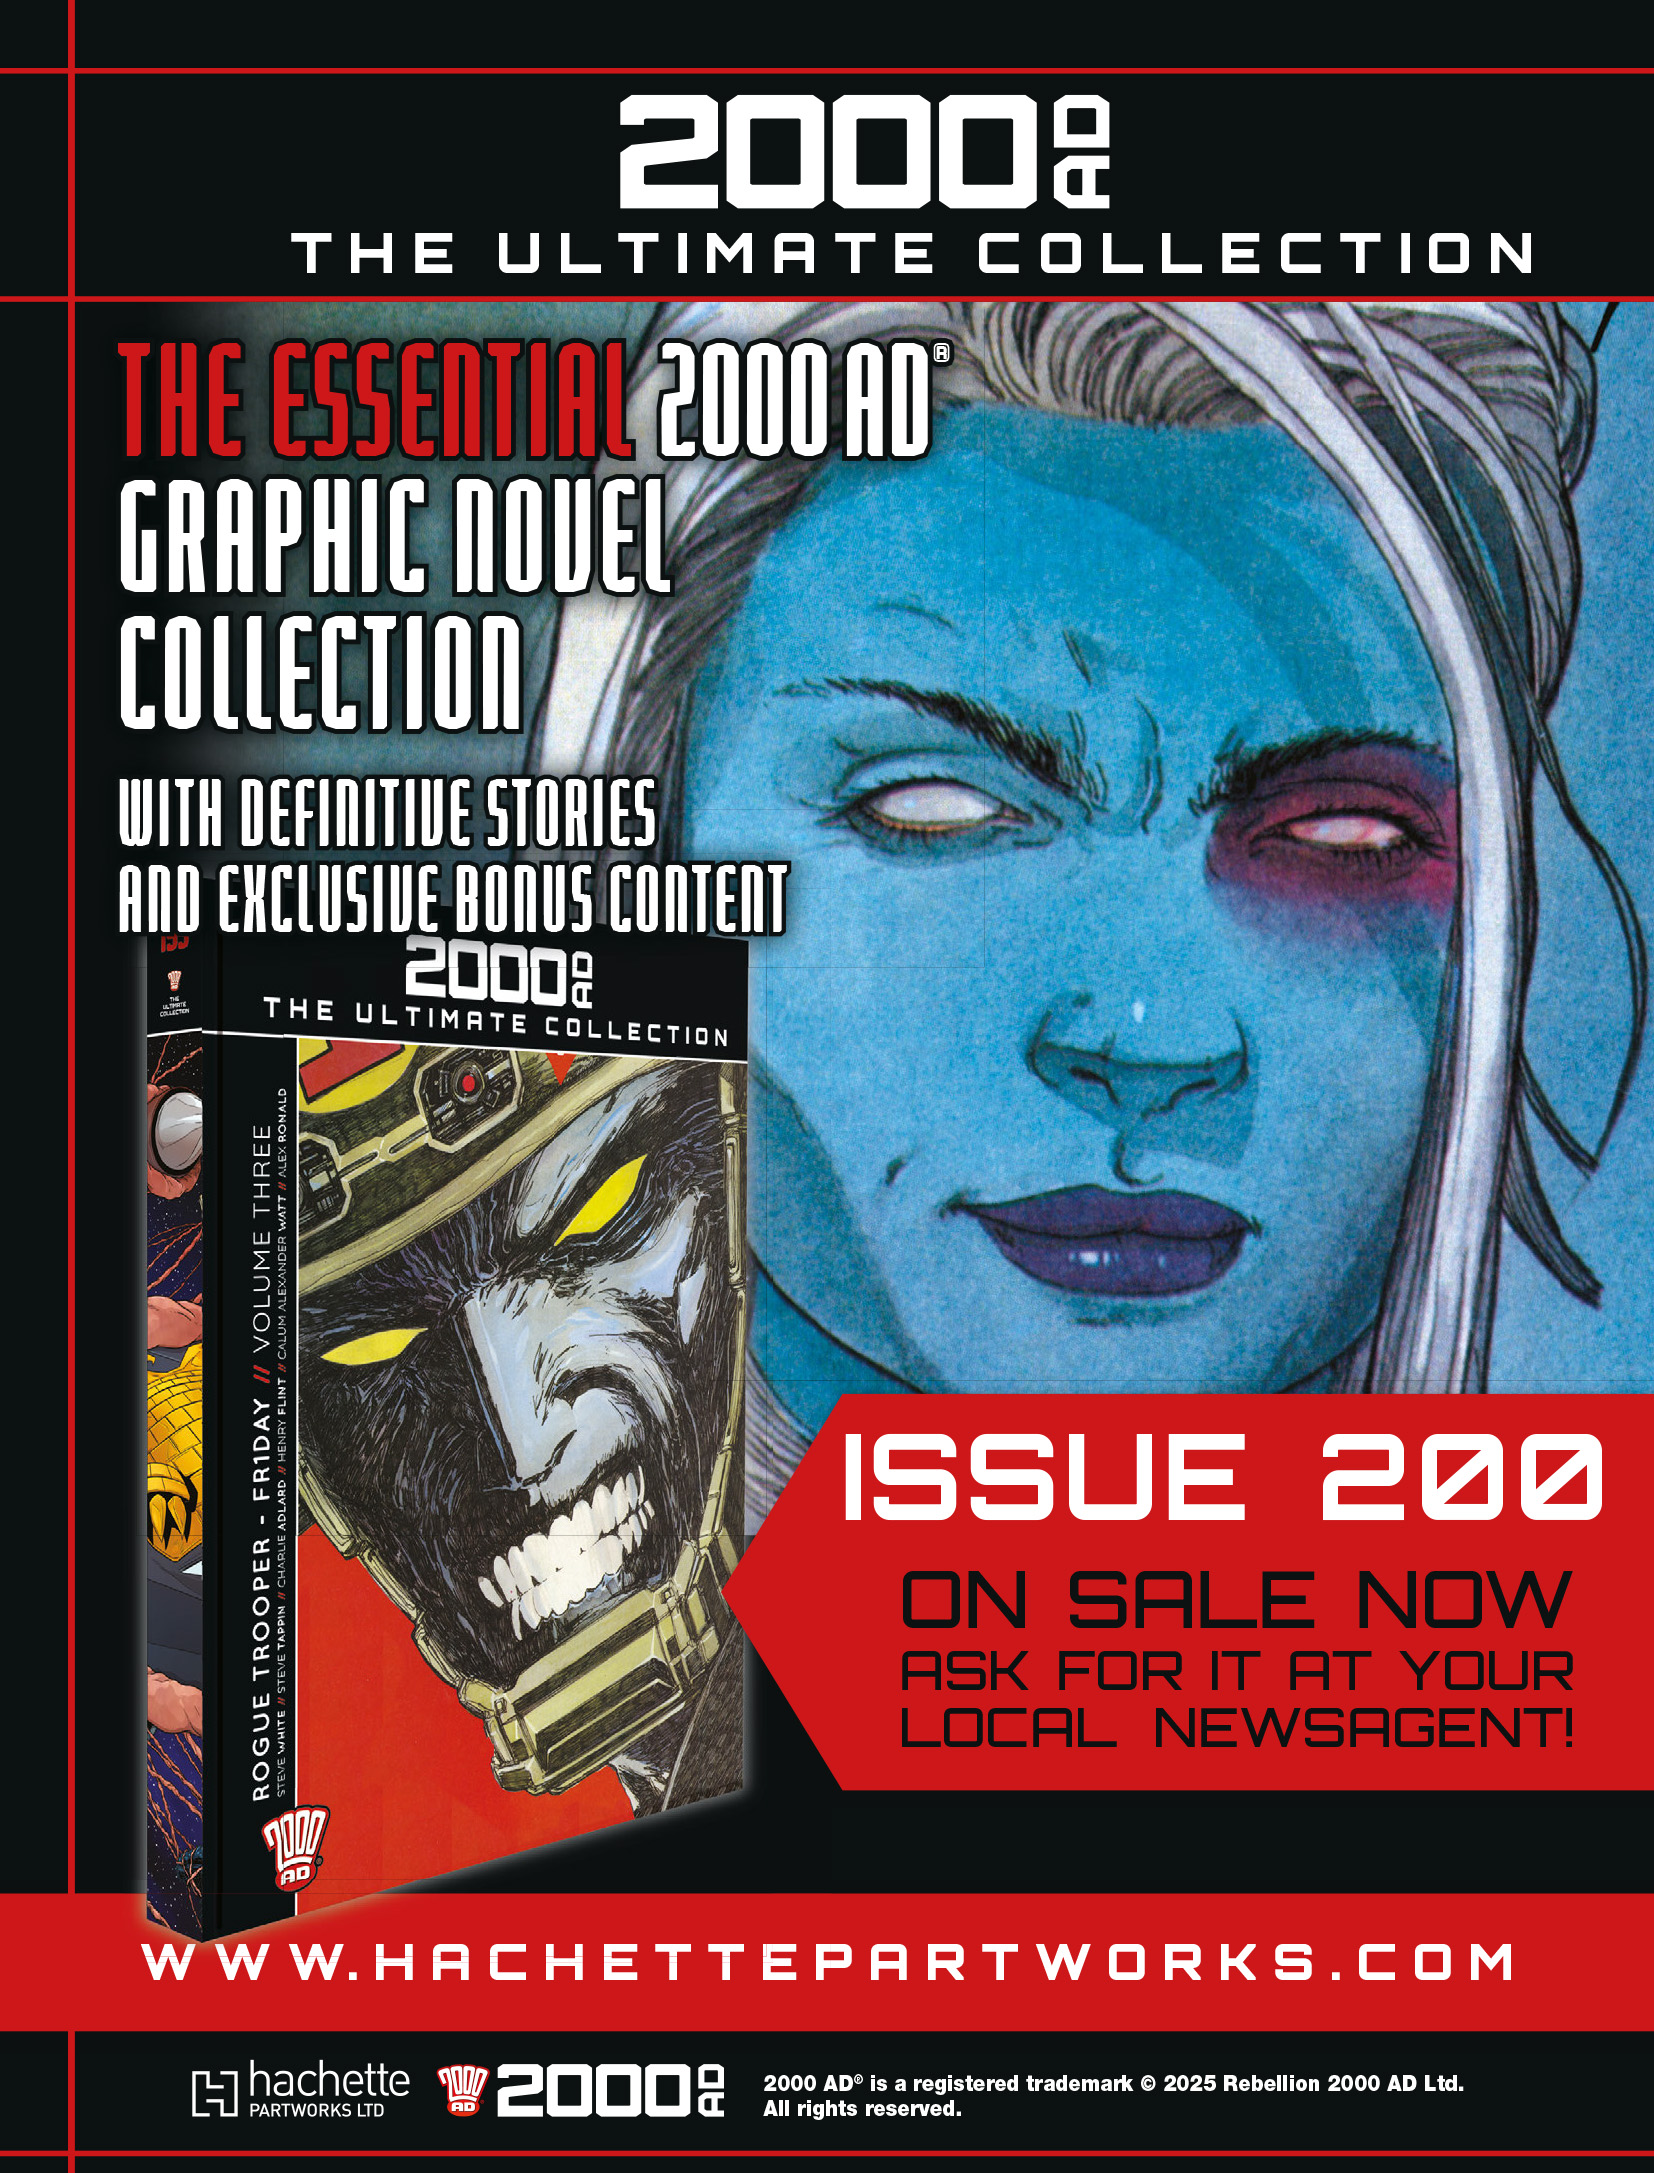 2000 AD
THE ULTIMATE COLLECTION
THE ESSENTIAL 2000 AD®
GRAPHIC NOVEL
COLLECTION
WITH DEFINITIVE STORIES
AND EXCLUSIVE BONUS CONTENT
THE
ULTIMATE
COLLECTION
2000 AD
THE ULTIMATE COLLECTION
ROGUE TROOPER - FR1DAY // VOLUME THREE
STEVE WHITE // STEVE TAPPIN // CHARLIE ADLARD // HENRY FLINT // CALUM ALEXANDER WATT // ALEX RONALD
2000 AD
ISSUE 200
ON SALE NOW
ASK FOR IT AT YOUR
LOCAL NEWSAGENT!
WWW.HACHETTEPARTWORKS.COM
hachette
PARTWORKS LTD
2000 AD
2000 AD
2000 AD® is a registered trademark © 2025 Rebellion 2000 AD Ltd.
All rights reserved.